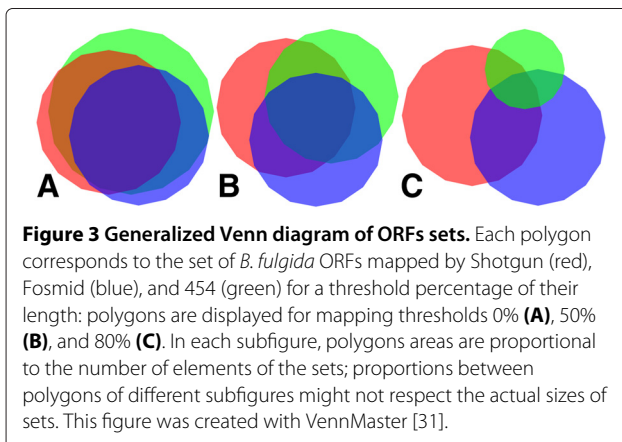 A B C
Figure 3 Generalized Venn diagram of ORFs sets. Each polygon
corresponds to the set of B. fulgida ORFs mapped by Shotgun (red),
Fosmid (blue), and 454 (green) for a threshold percentage of their
length: polygons are displayed for mapping thresholds 0% (A), 50%
(B), and 80% (C). In each subfigure, polygons areas are proportional
to the number of elements of the sets; proportions between
polygons of different subfigures might not respect the actual sizes of
sets. This figure was created with VennMaster [31].